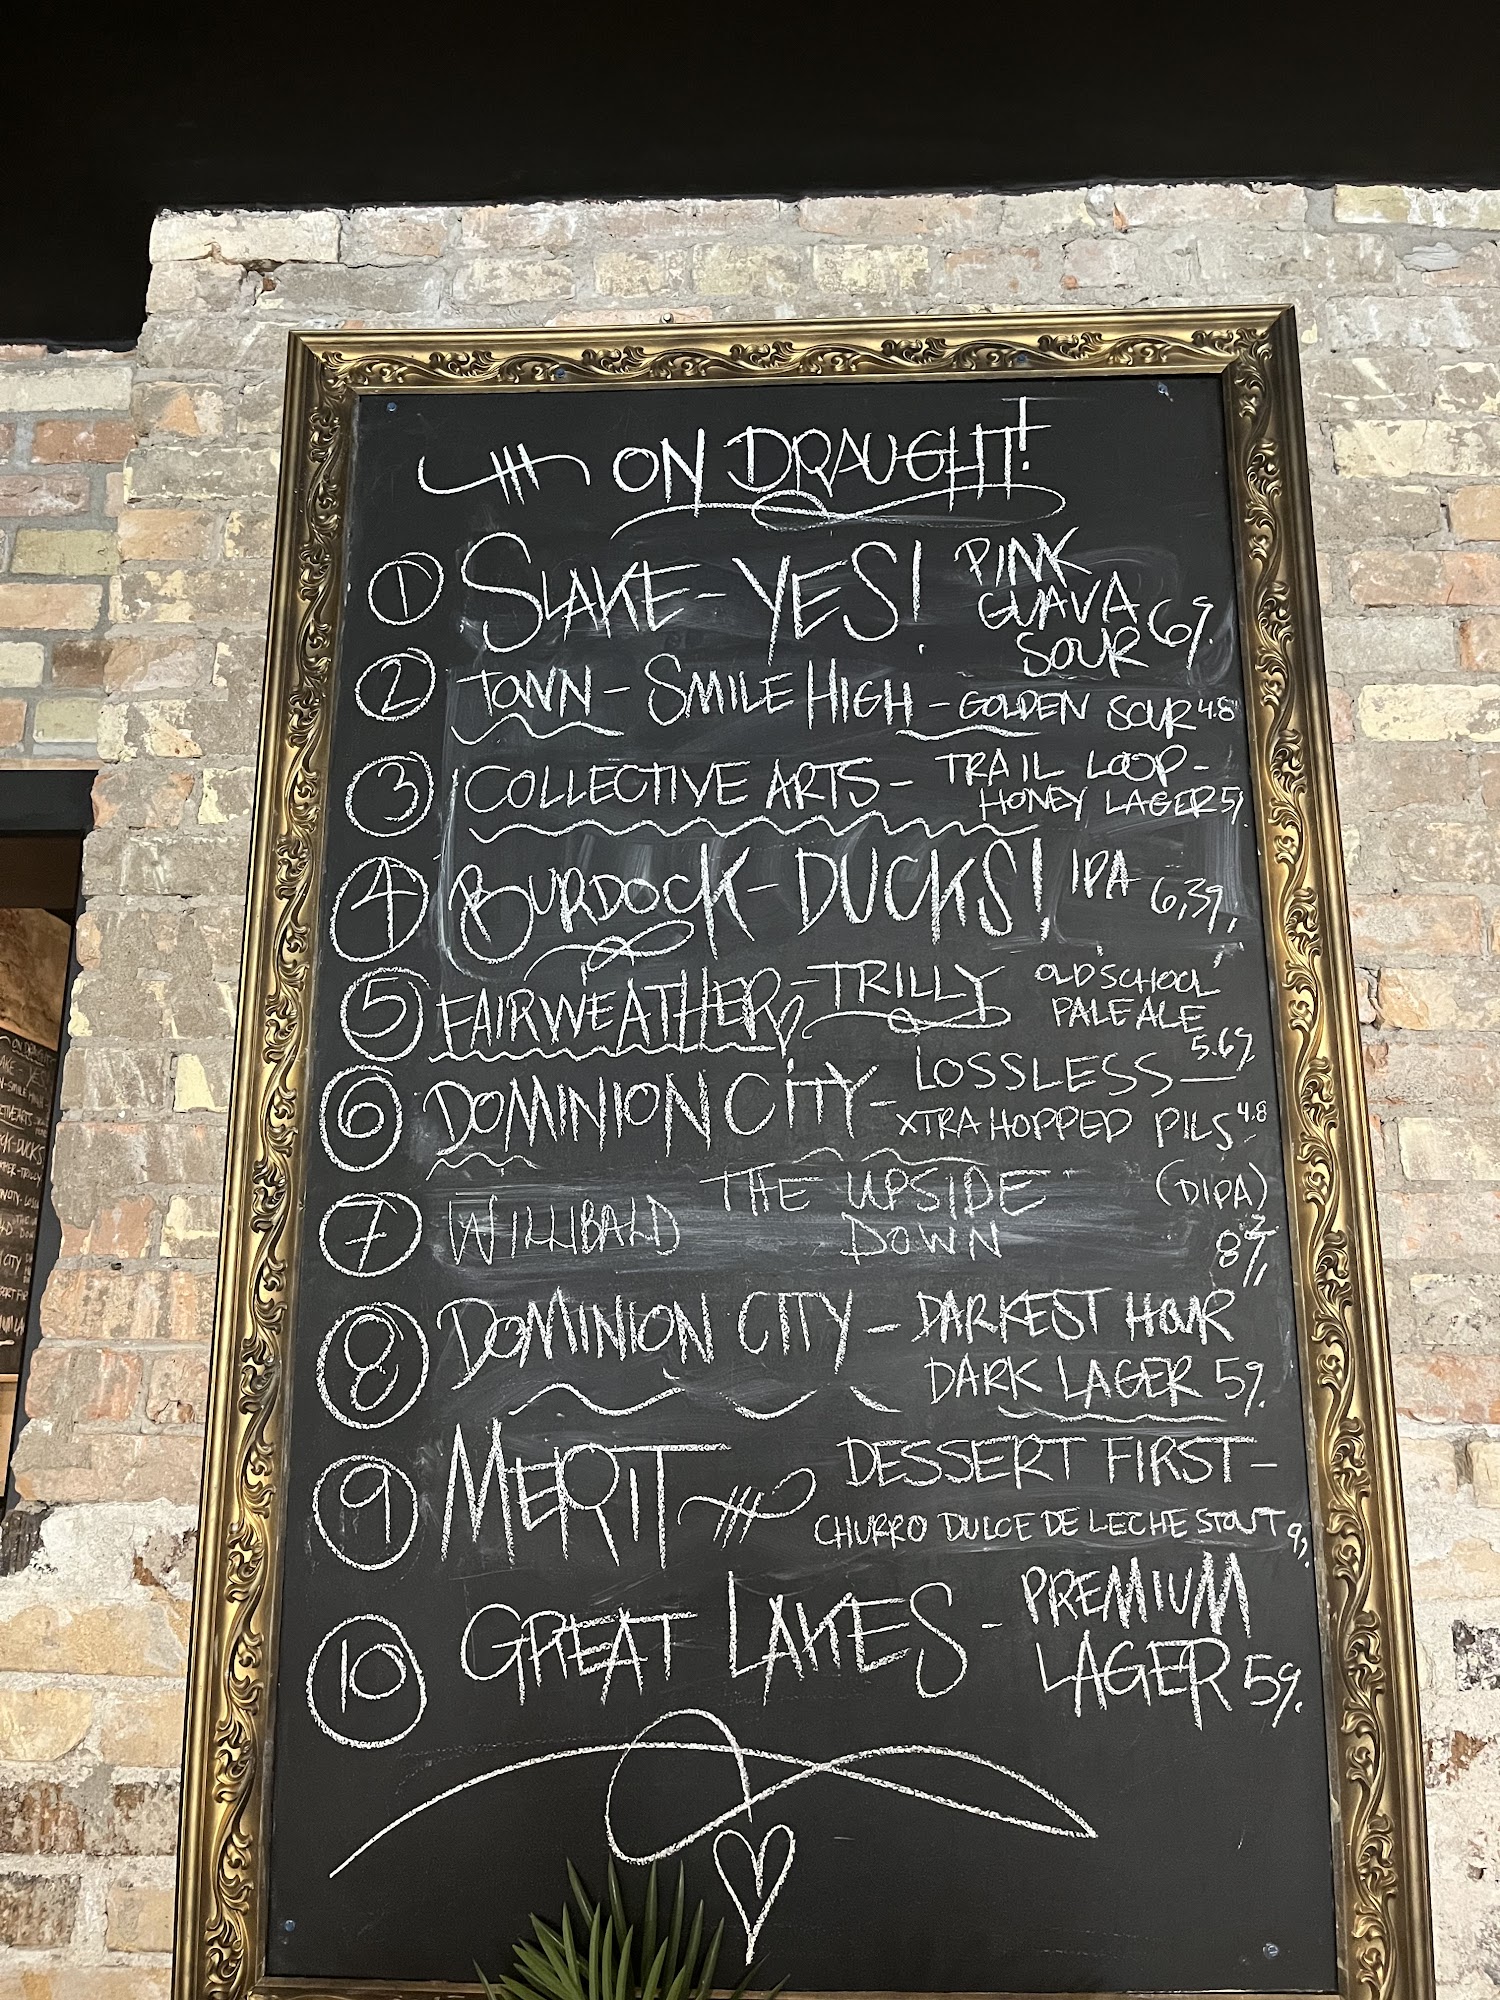 ON DRAUGHT!
① SLAKE - YES! PINK
GUAVA
SOUR 6%
② TOWN - SMILE HIGH - GOLDEN SOUR 4.8
③ COLLECTIVE ARTS - TRAIL LOOP -
HONEY LAGER 5%
④ BOURDOCK - DUCKS! IPA 6,3%
⑤ FAIRWEATHER - TRILLY 'OLD SCHOOL'
PALE ALE
5.6%
⑥ DOMINION CITY - LOSSLESS
XTRA HOPPED PILS 4.8
⑦ WILLIBALD THE UPSIDE
DOWN
(DIPA)
8%
⑧ DOMINION CITY - DARKEST HOUR
DARK LAGER 5%
⑨ MERIT DESSERT FIRST -
CHURRO DULCE DE LECHE STOUT 9%
⑩ GREAT LAKES - PREMIUM
LAGER 5%